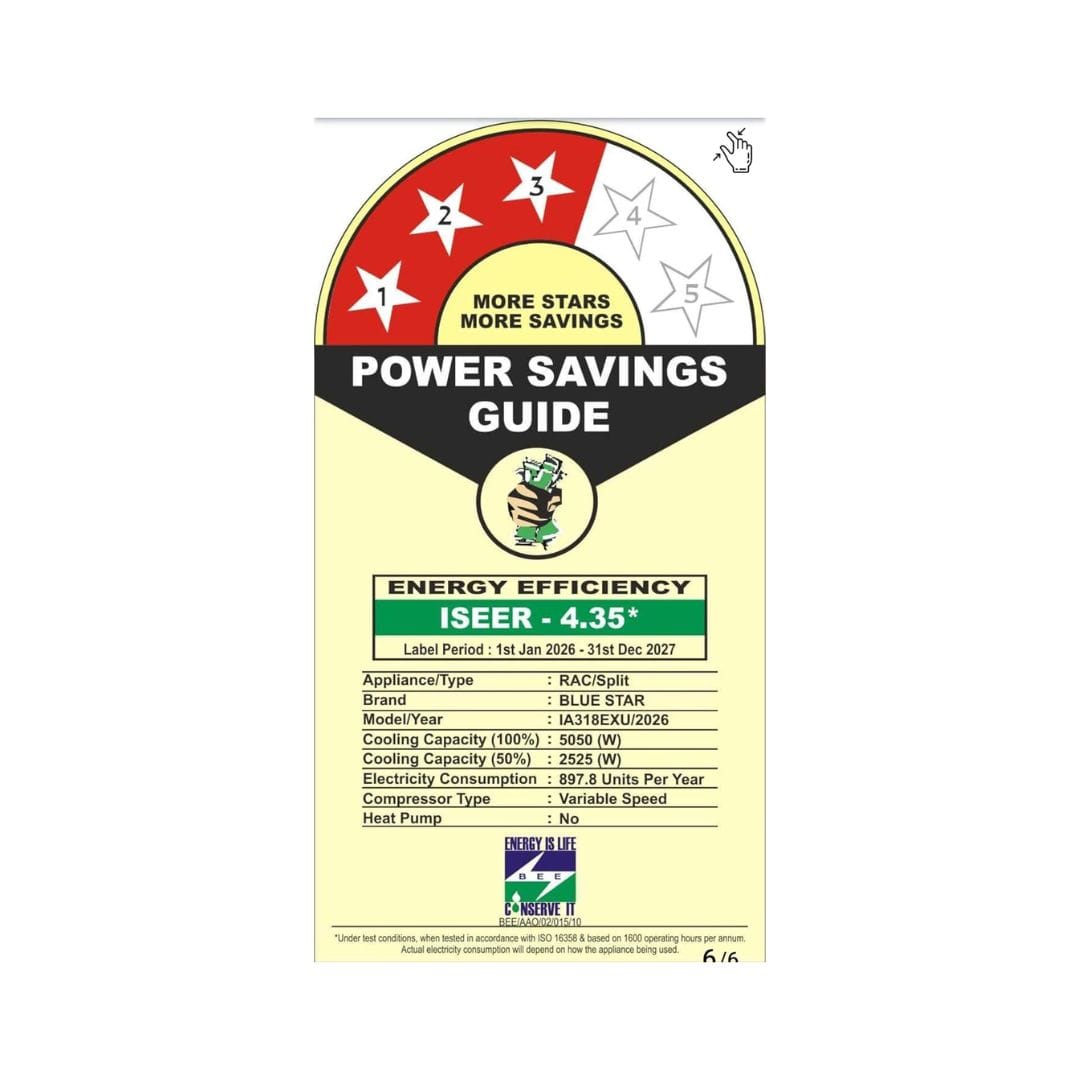 1
2
3
4
5
MORE STARS
MORE SAVINGS
POWER SAVINGS
GUIDE
ENERGY EFFICIENCY
ISEER - 4.35*
Label Period : 1st Jan 2026 - 31st Dec 2027
Appliance/Type : RAC/Split
Brand : BLUE STAR
Model/Year : IA318EXU/2026
Cooling Capacity (100%) : 5050 (W)
Cooling Capacity (50%) : 2525 (W)
Electricity Consumption : 897.8 Units Per Year
Compressor Type : Variable Speed
Heat Pump : No
ENERGY IS LIFE
BEE
CONSERVE IT
BEE/AAO/02/015/10
*Under test conditions, when tested in accordance with ISO 16358 & based on 1600 operating hours per annum.
Actual electricity consumption will depend on how the appliance being used.
6/6